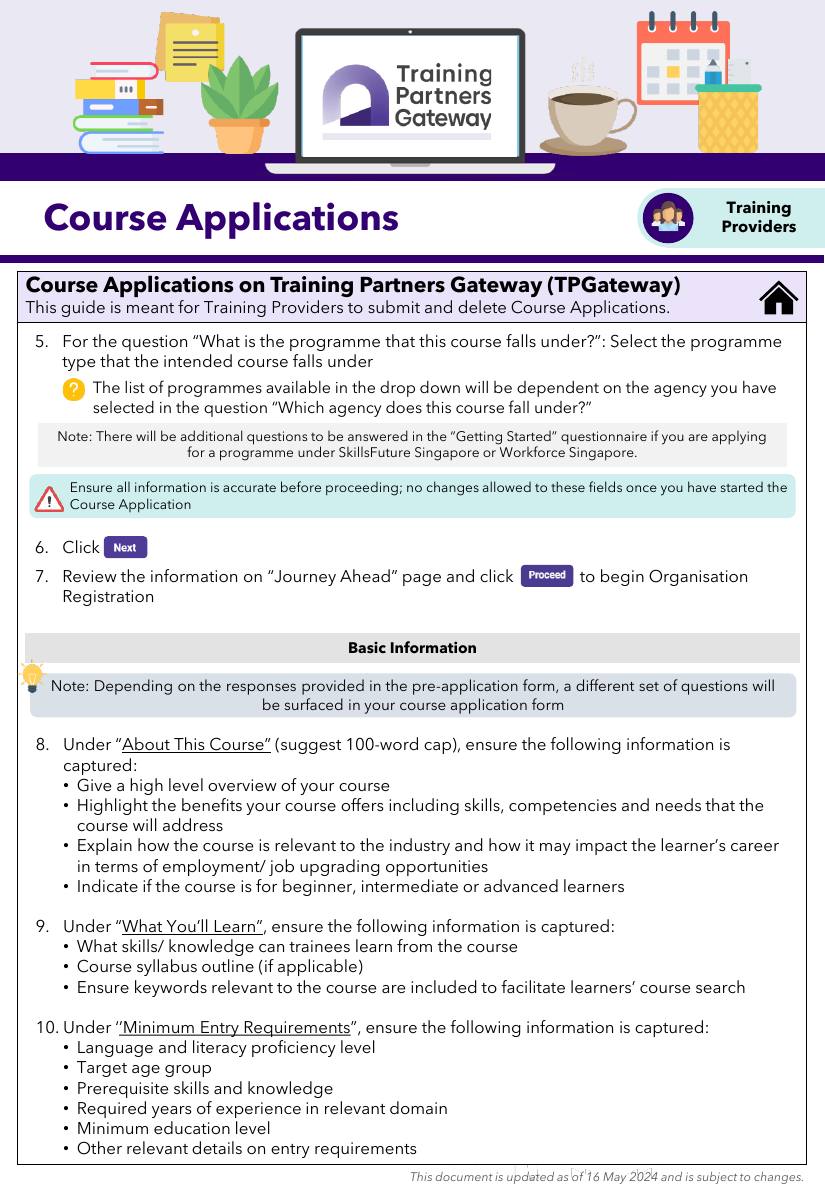 Training
Partners
Gateway
Course Applications
Training
Providers
Course Applications on Training Partners Gateway (TPGateway)
This guide is meant for Training Providers to submit and delete Course Applications.
5. For the question “What is the programme that this course falls under?”: Select the programme
type that the intended course falls under
? The list of programmes available in the drop down will be dependent on the agency you have
selected in the question “Which agency does this course fall under?”
Note: There will be additional questions to be answered in the “Getting Started” questionnaire if you are applying
for a programme under SkillsFuture Singapore or Workforce Singapore.
Ensure all information is accurate before proceeding; no changes allowed to these fields once you have started the
Course Application
6. Click Next
7. Review the information on “Journey Ahead” page and click Proceed to begin Organisation
Registration
Basic Information
Note: Depending on the responses provided in the pre-application form, a different set of questions will
be surfaced in your course application form
8. Under “About This Course” (suggest 100-word cap), ensure the following information is
captured:
• Give a high level overview of your course
• Highlight the benefits your course offers including skills, competencies and needs that the
course will address
• Explain how the course is relevant to the industry and how it may impact the learner’s career
in terms of employment/ job upgrading opportunities
• Indicate if the course is for beginner, intermediate or advanced learners
9. Under “What You’ll Learn”, ensure the following information is captured:
• What skills/ knowledge can trainees learn from the course
• Course syllabus outline (if applicable)
• Ensure keywords relevant to the course are included to facilitate learners’ course search
10. Under ‘’Minimum Entry Requirements”, ensure the following information is captured:
• Language and literacy proficiency level
• Target age group
• Prerequisite skills and knowledge
• Required years of experience in relevant domain
• Minimum education level
• Other relevant details on entry requirements
This document is updated as of 16 May 2024 and is subject to changes.